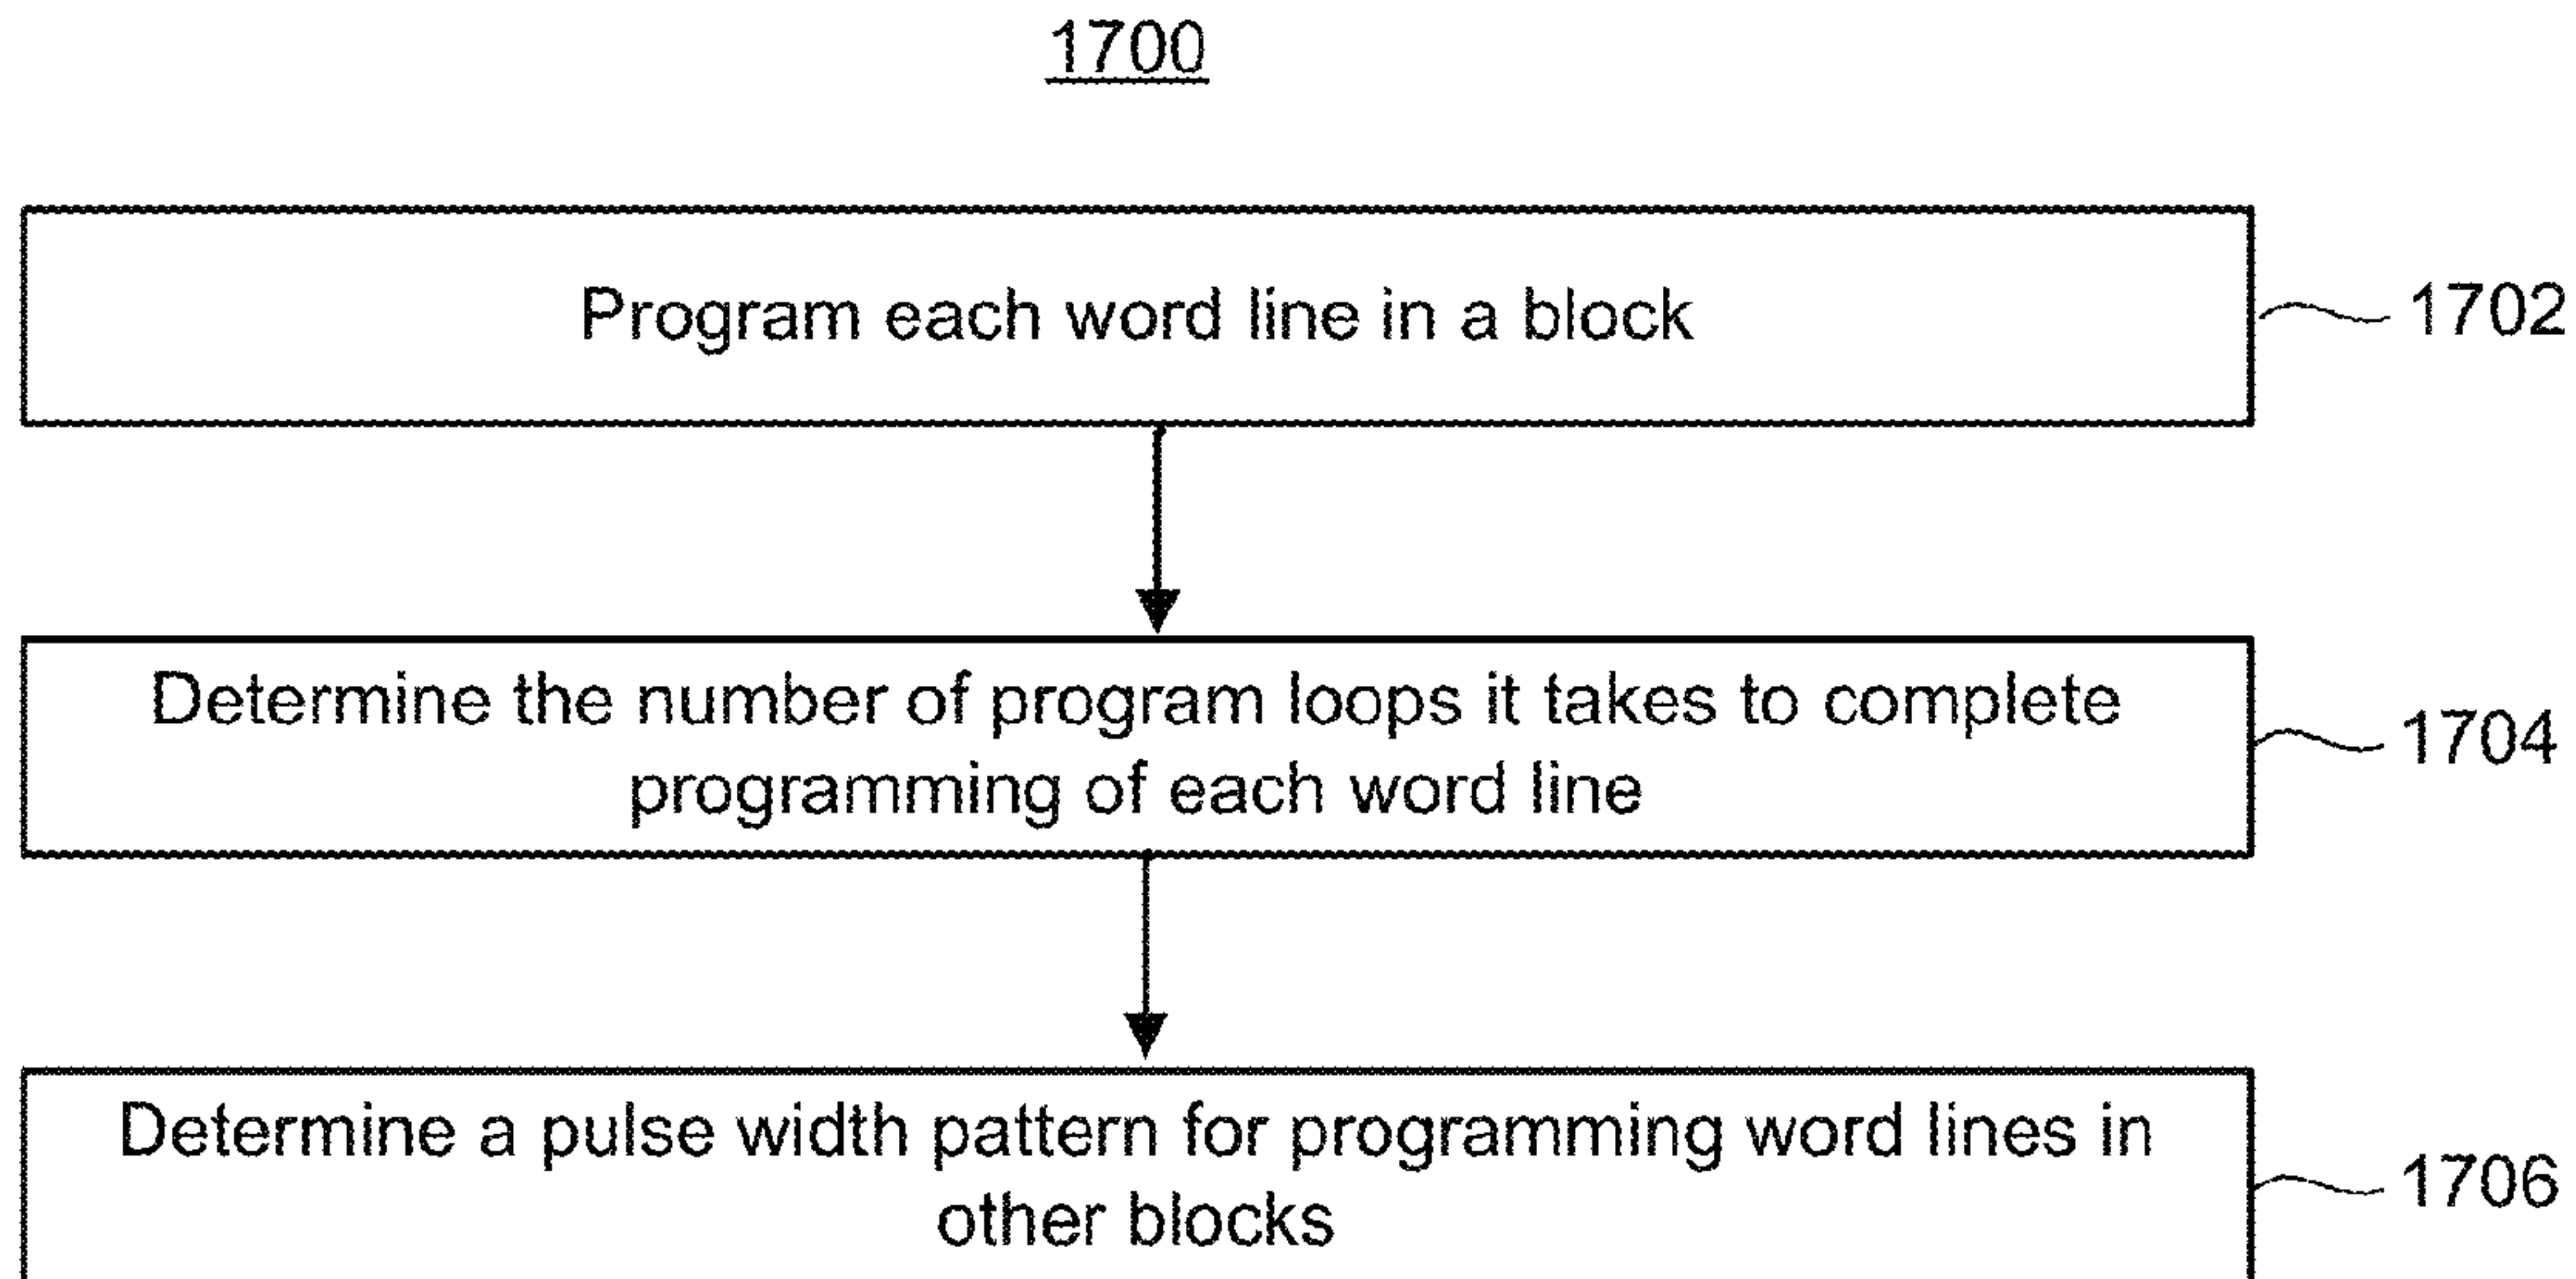 1700
Program each word line in a block
1702
Determine the number of program loops it takes to complete
programming of each word line
1704
Determine a pulse width pattern for programming word lines in
other blocks
1706